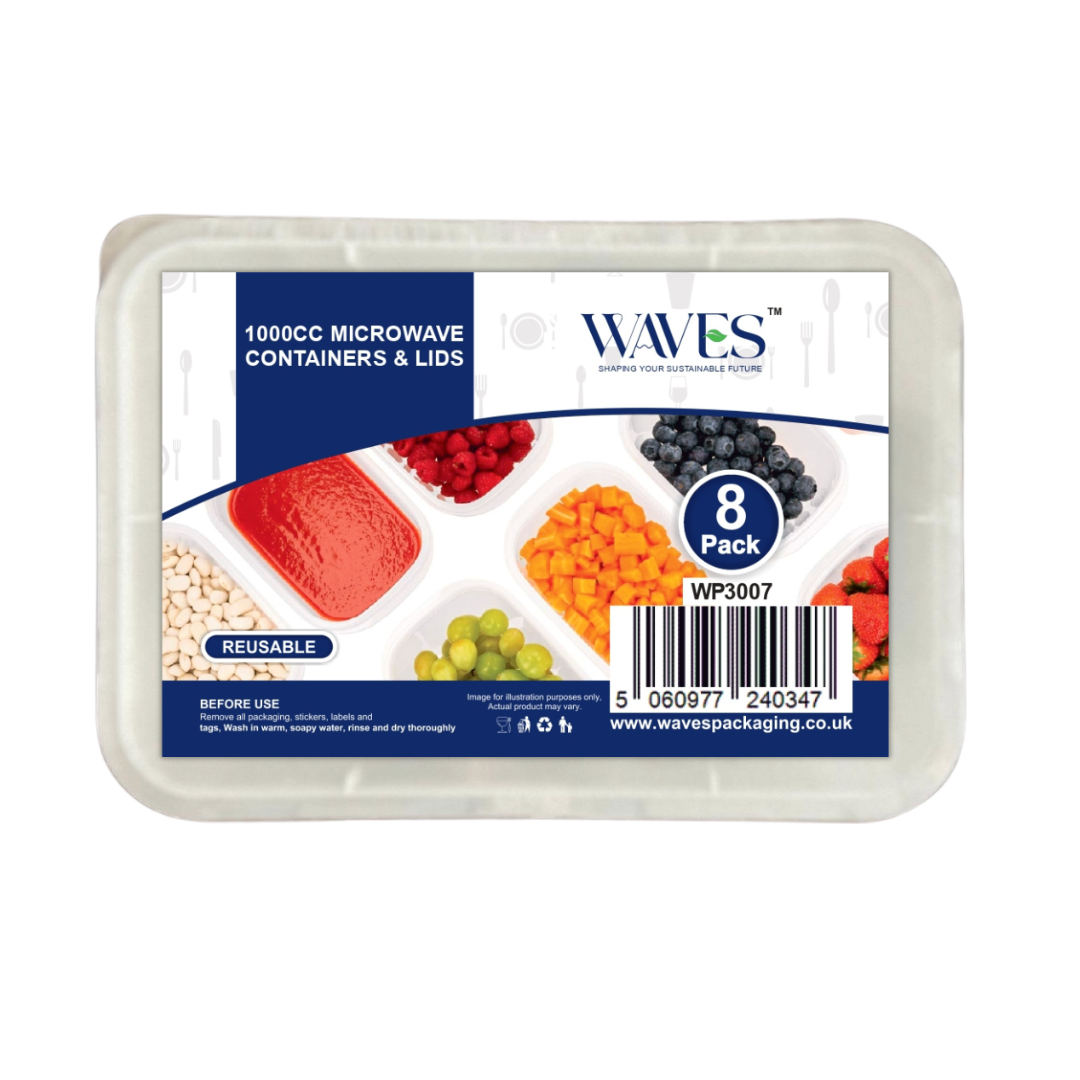 1000CC MICROWAVE
CONTAINERS & LIDS
WAVES™
SHAPING YOUR SUSTAINABLE FUTURE
8
Pack
WP3007
REUSABLE
5 060977 240347
BEFORE USE
Remove all packaging, stickers, labels and
tags, Wash in warm, soapy water, rinse and dry thoroughly
Image for illustration purposes only,
Actual product may vary.
www.wavespackaging.co.uk